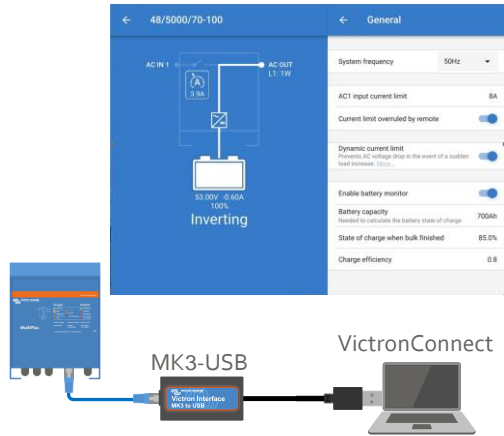 48/5000/70-100
AC IN 1
3.9A
AC OUT
L1: 1W
53.00V -0.60A
100%
Inverting
General
System frequency 50Hz
AC1 input current limit 8A
Current limit overruled by remote
Dynamic current limit
Prevents AC voltage drop in the event of a sudden
load increase. More...
Enable battery monitor
Battery capacity 700Ah
Needed to calculate the battery state of charge
State of charge when bulk finished 85.0%
Charge efficiency 0.8
MultiPlus
MK3-USB
Victron Interface
MK3 to USB
VictronConnect